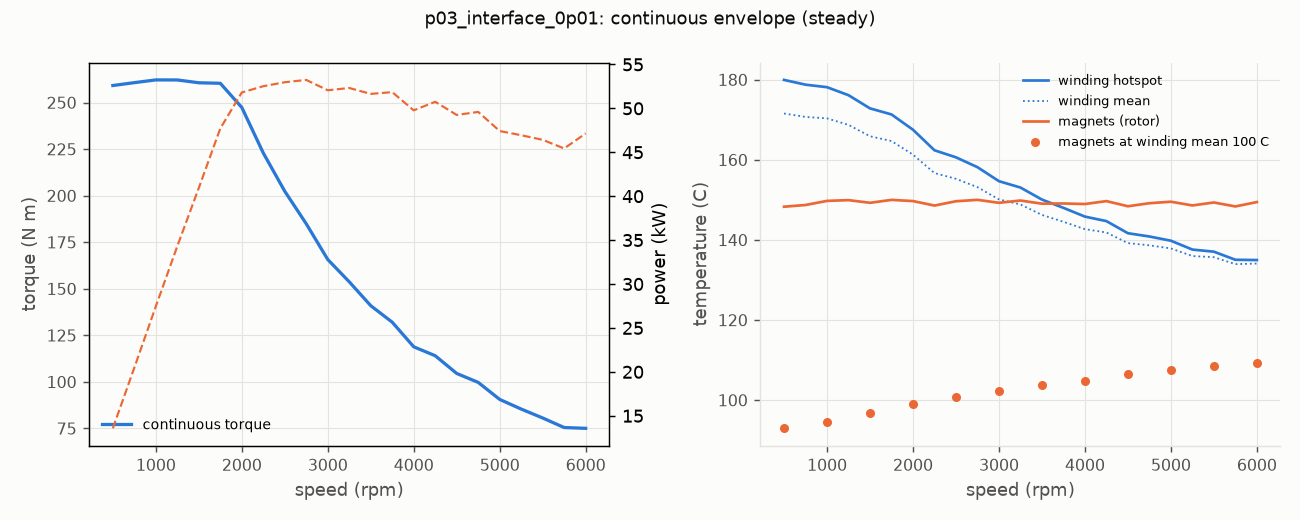 p03_interface_0p01: continuous envelope (steady)
torque (N m)
250
225
200
175
150
125
100
75
continuous torque
1000 2000 3000 4000 5000 6000
speed (rpm)
55
50
45
40
35
30
25
20
15
power (kW)
temperature (C)
180
160
140
120
100
winding hotspot
winding mean
magnets (rotor)
magnets at winding mean 100 C
1000 2000 3000 4000 5000 6000
speed (rpm)